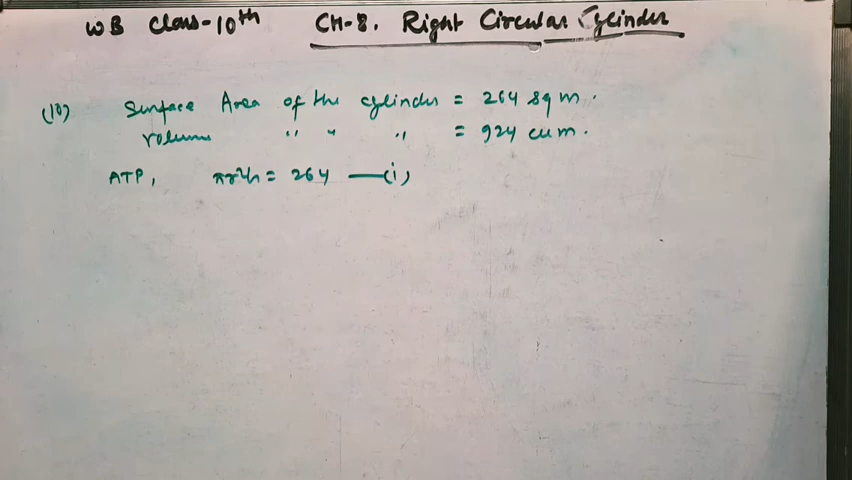 WB Class-10th CH-8. Right Circular Cylinder
(10) Surface Area of the cylinder = 264 sq m.
volume " " " = 924 cu m.
ATP, πr²h = 264 —(i)